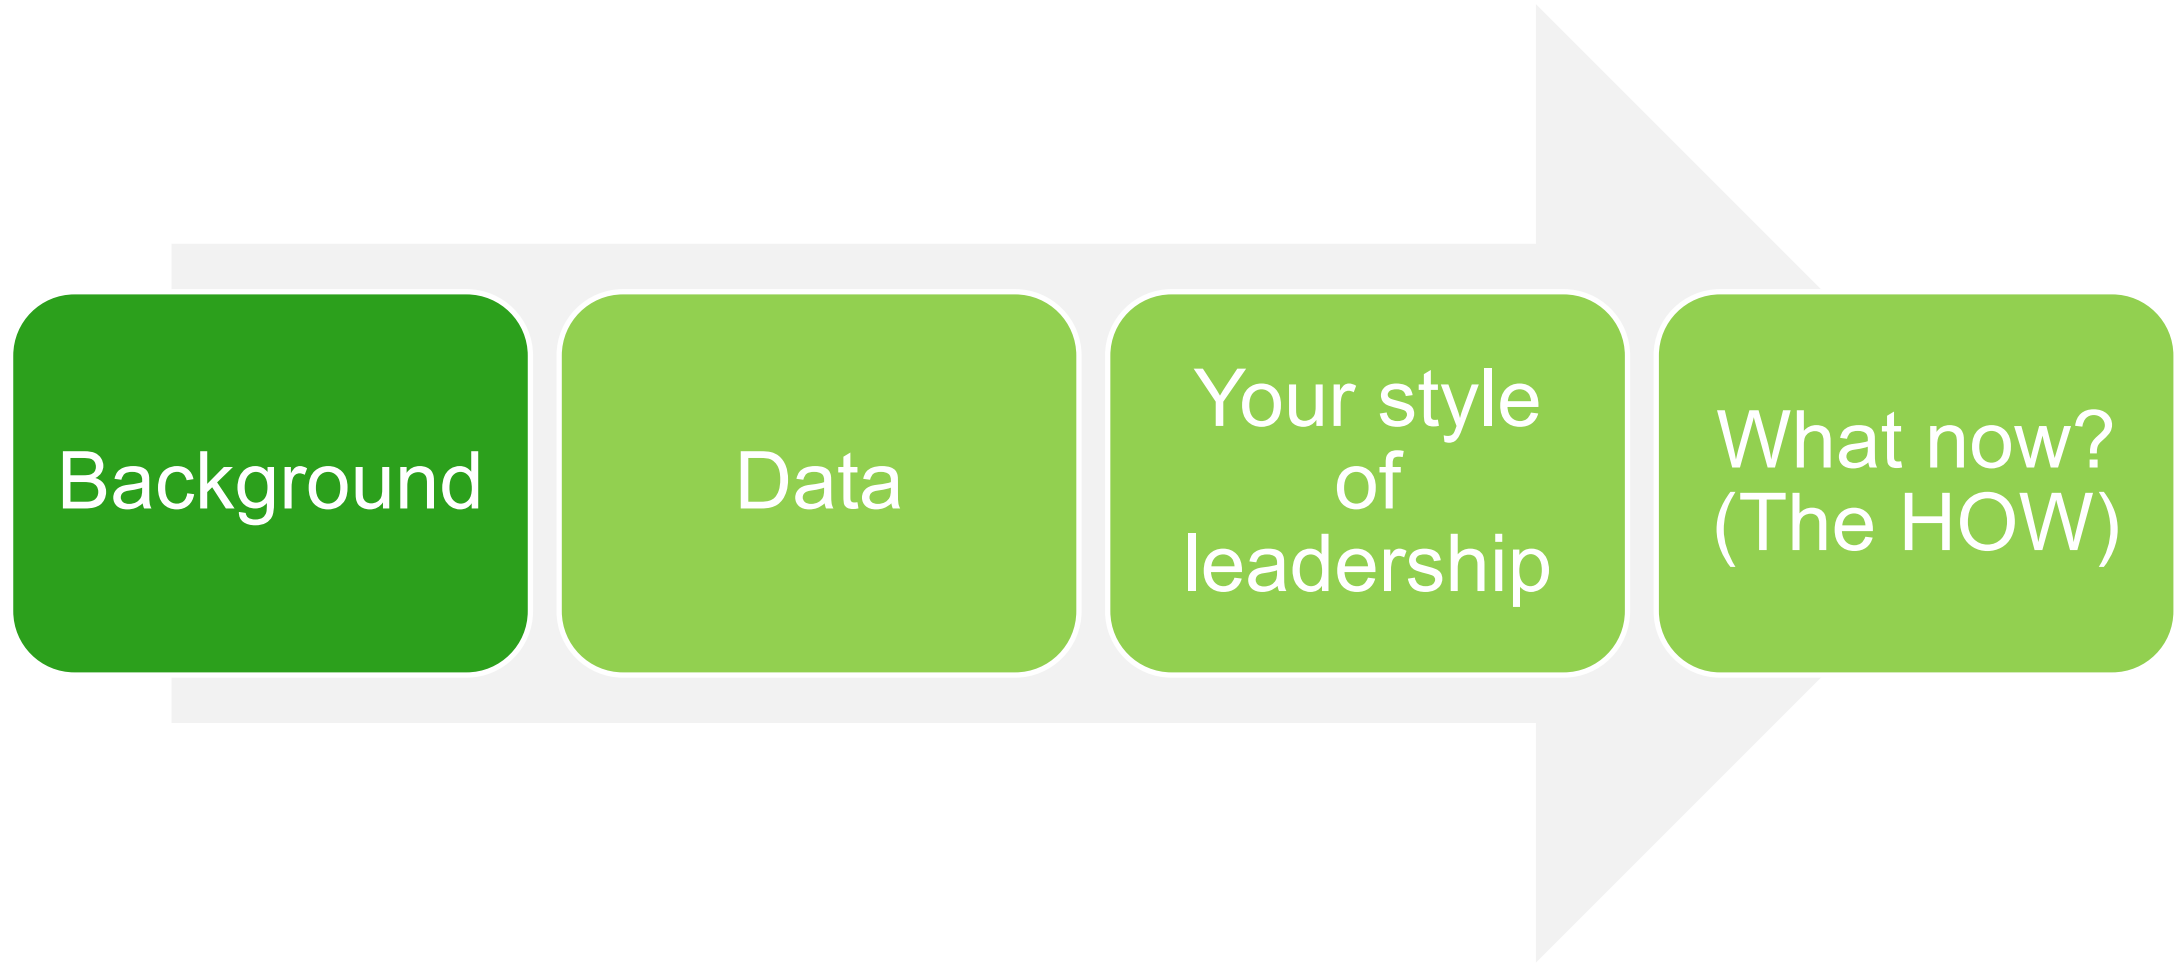 Background
Data
Your style
of
leadership
What now?
(The HOW)